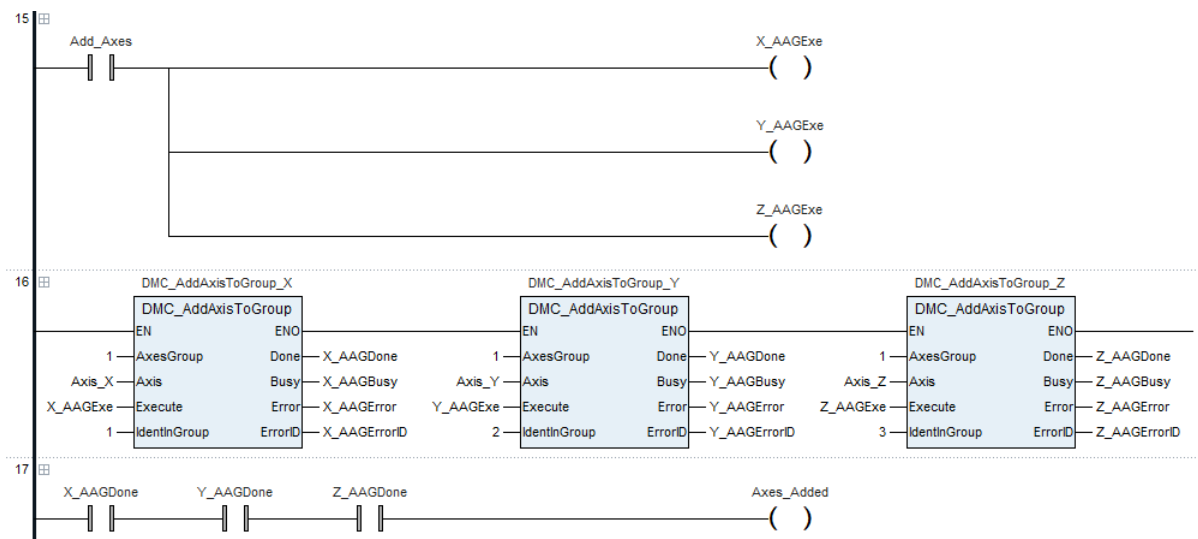 15
Add_Axes X_AAGExe
Y_AAGExe
Z_AAGExe
16
DMC_AddAxisToGroup_X DMC_AddAxisToGroup_Y DMC_AddAxisToGroup_Z
DMC_AddAxisToGroup DMC_AddAxisToGroup DMC_AddAxisToGroup
EN ENO EN ENO EN ENO
1 AxesGroup Done X_AAGDone 1 AxesGroup Done Y_AAGDone 1 AxesGroup Done Z_AAGDone
Axis_X Axis Busy X_AAGBusy Axis_Y Axis Busy Y_AAGBusy Axis_Z Axis Busy Z_AAGBusy
X_AAGExe Execute Error X_AAGError Y_AAGExe Execute Error Y_AAGError Z_AAGExe Execute Error Z_AAGError
1 IdentInGroup ErrorID X_AAGErrorID 2 IdentInGroup ErrorID Y_AAGErrorID 3 IdentInGroup ErrorID Z_AAGErrorID
17
X_AAGDone Y_AAGDone Z_AAGDone Axes_Added